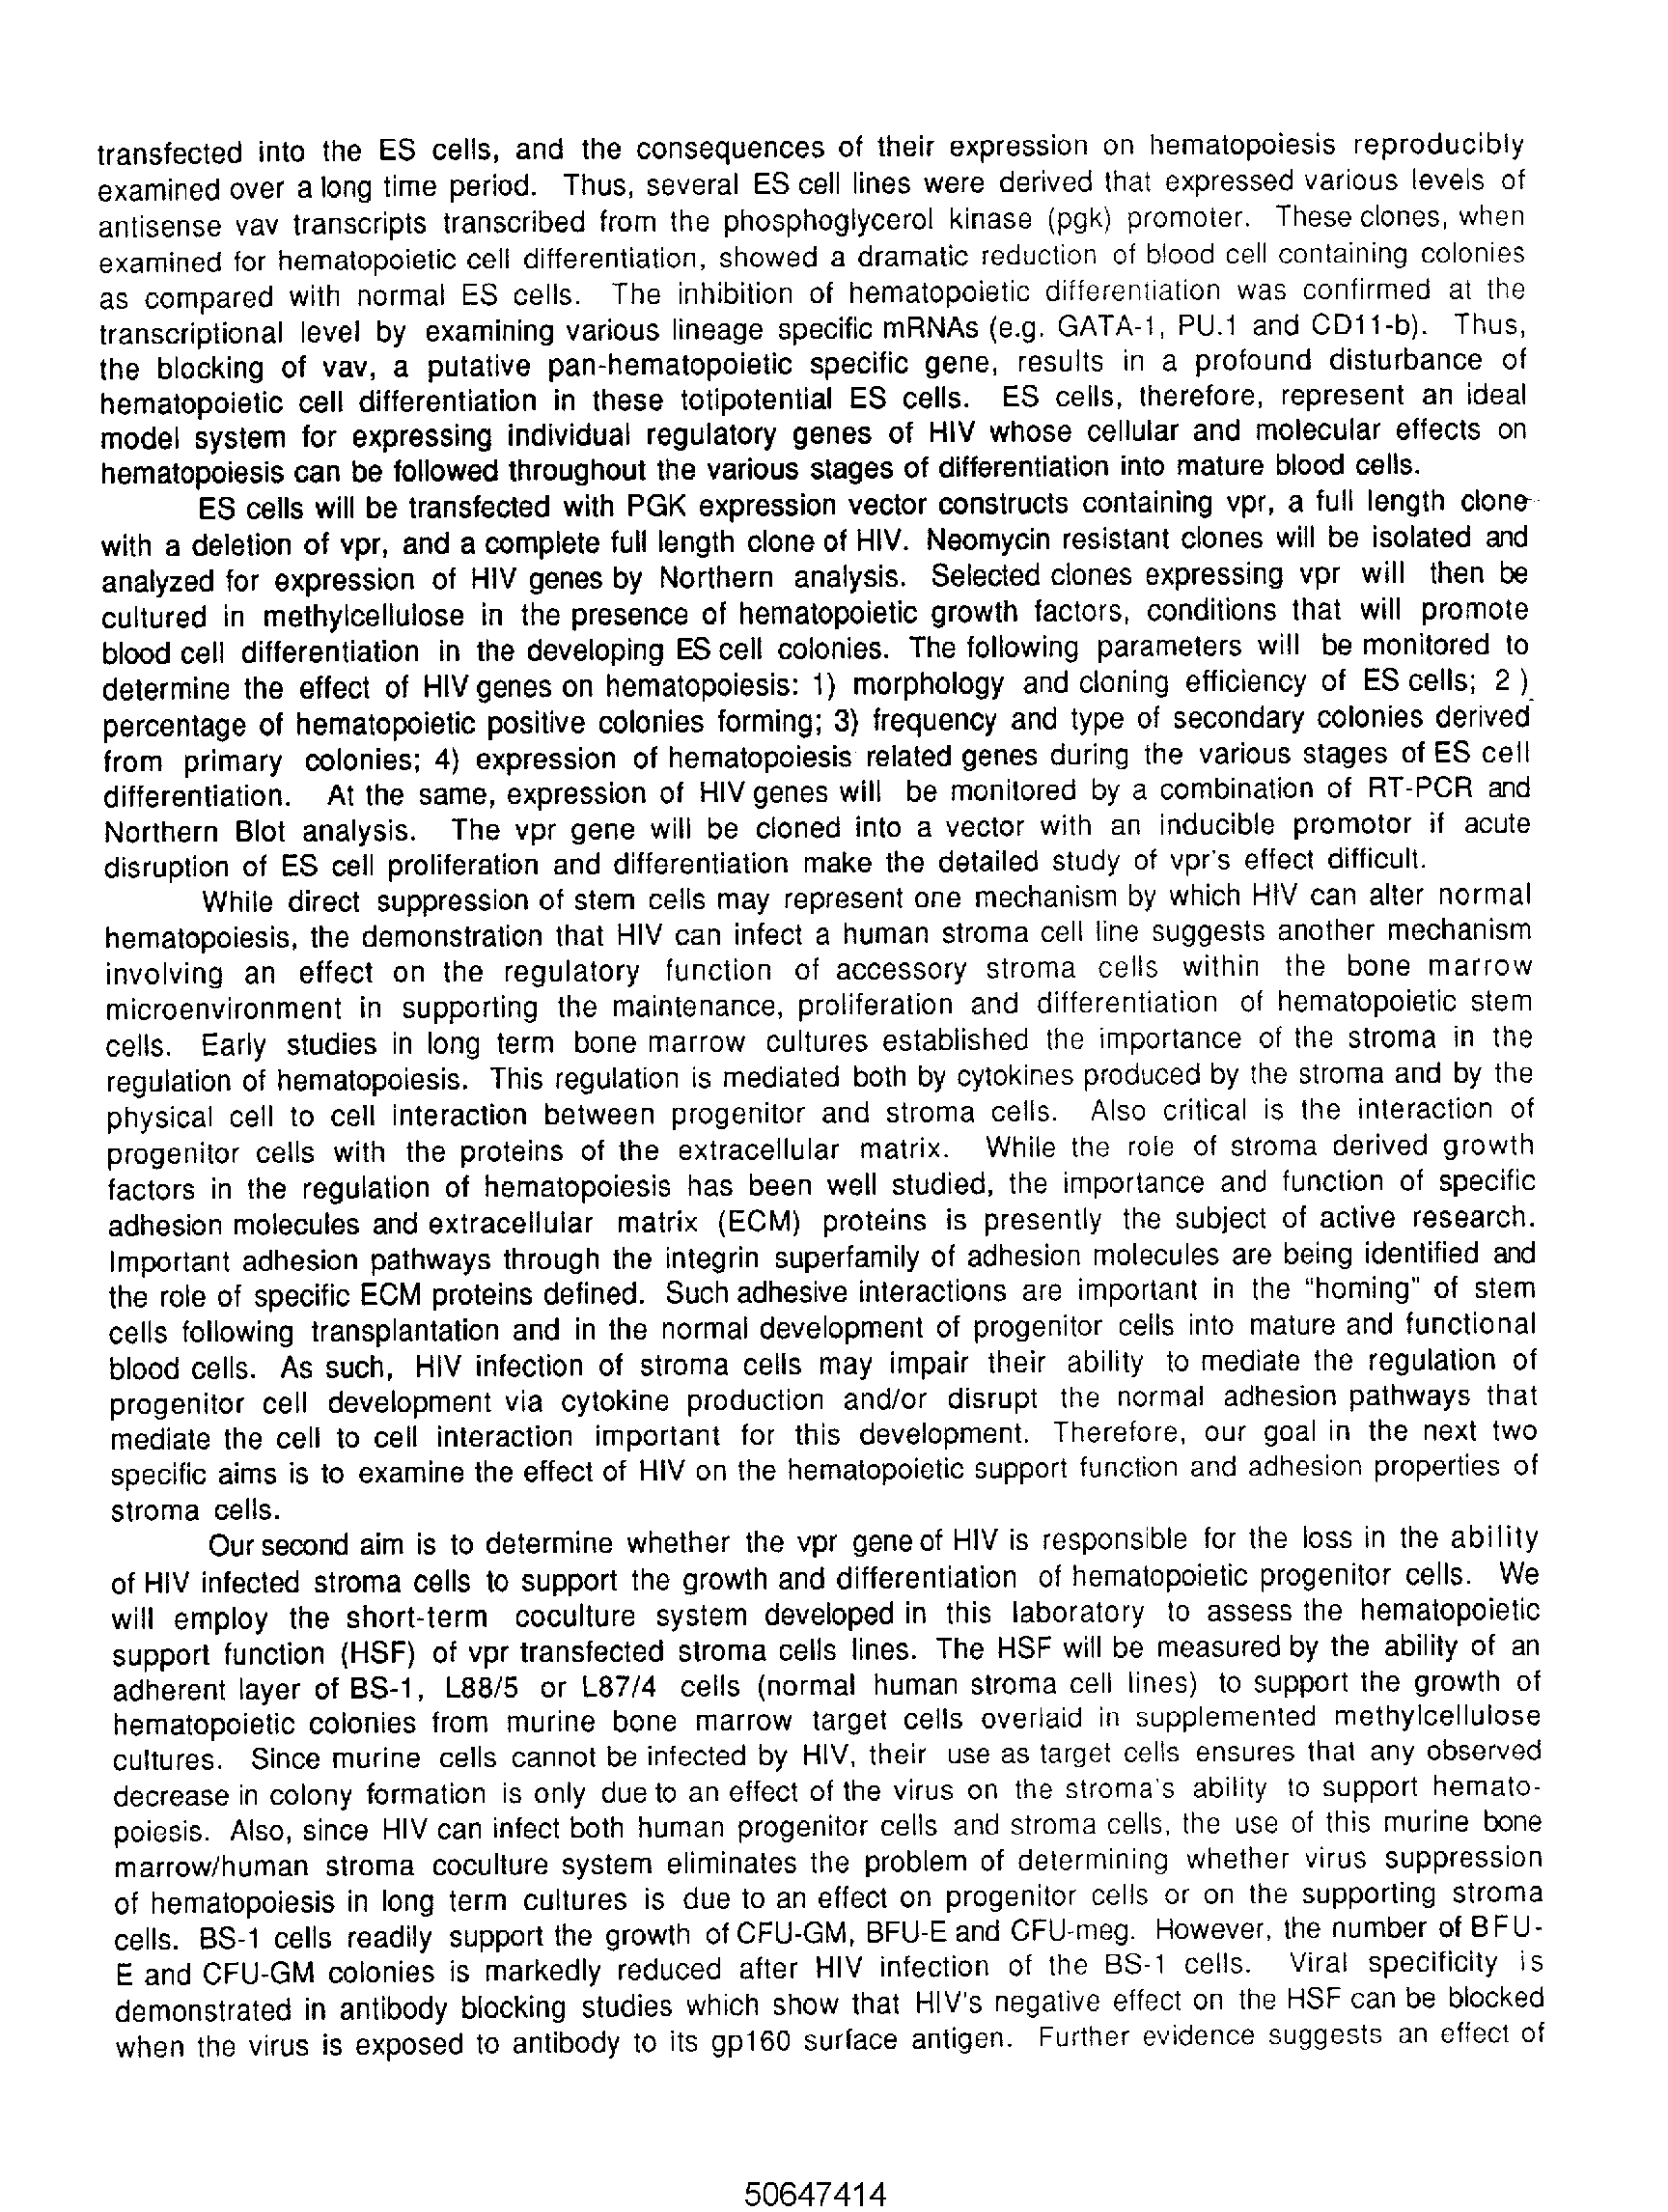 transfected into the ES cells, and the consequences of their expression on hematopoiesis reproducibly
examined over a long time period. Thus, several ES cell lines were derived that expressed various levels of
antisense vav transcripts transcribed from the phosphoglycerol kinase (pgk) promoter. These clones, when
examined for hematopoietic cell differentiation, showed a dramatic reduction of blood cell containing colonies
as compared with normal ES cells. The inhibition of hematopoietic differentiation was confirmed at the
transcriptional level by examining various lineage specific mRNAs (e.g. GATA-1, PU.1 and CD11-b). Thus,
the blocking of vav, a putative pan-hematopoietic specific gene, results in a profound disturbance of
hematopoietic cell differentiation in these totipotential ES cells. ES cells, therefore, represent an ideal
model system for expressing individual regulatory genes of HIV whose cellular and molecular effects on
hematopoiesis can be followed throughout the various stages of differentiation into mature blood cells.
ES cells will be transfected with PGK expression vector constructs containing vpr, a full length clone
with a deletion of vpr, and a complete full length clone of HIV. Neomycin resistant clones will be isolated and
analyzed for expression of HIV genes by Northern analysis. Selected clones expressing vpr will then be
cultured in methylcellulose in the presence of hematopoietic growth factors, conditions that will promote
blood cell differentiation in the developing ES cell colonies. The following parameters will be monitored to
determine the effect of HIV genes on hematopoiesis: 1) morphology and cloning efficiency of ES cells; 2 )
percentage of hematopoietic positive colonies forming; 3) frequency and type of secondary colonies derived
from primary colonies; 4) expression of hematopoiesis related genes during the various stages of ES cell
differentiation. At the same, expression of HIV genes will be monitored by a combination of RT-PCR and
Northern Blot analysis. The vpr gene will be cloned into a vector with an inducible promotor if acute
disruption of ES cell proliferation and differentiation make the detailed study of vpr's effect difficult.
While direct suppression of stem cells may represent one mechanism by which HIV can alter normal
hematopoiesis, the demonstration that HIV can infect a human stroma cell line suggests another mechanism
involving an effect on the regulatory function of accessory stroma cells within the bone marrow
microenvironment in supporting the maintenance, proliferation and differentiation of hematopoietic stem
cells. Early studies in long term bone marrow cultures established the importance of the stroma in the
regulation of hematopoiesis. This regulation is mediated both by cytokines produced by the stroma and by the
physical cell to cell interaction between progenitor and stroma cells. Also critical is the interaction of
progenitor cells with the proteins of the extracellular matrix. While the role of stroma derived growth
factors in the regulation of hematopoiesis has been well studied, the importance and function of specific
adhesion molecules and extracellular matrix (ECM) proteins is presently the subject of active research.
Important adhesion pathways through the integrin superfamily of adhesion molecules are being identified and
the role of specific ECM proteins defined. Such adhesive interactions are important in the "homing" of stem
cells following transplantation and in the normal development of progenitor cells into mature and functional
blood cells. As such, HIV infection of stroma cells may impair their ability to mediate the regulation of
progenitor cell development via cytokine production and/or disrupt the normal adhesion pathways that
mediate the cell to cell interaction important for this development. Therefore, our goal in the next two
specific aims is to examine the effect of HIV on the hematopoietic support function and adhesion properties of
stroma cells.
Our second aim is to determine whether the vpr gene of HIV is responsible for the loss in the ability
of HIV infected stroma cells to support the growth and differentiation of hematopoietic progenitor cells. We
will employ the short-term coculture system developed in this laboratory to assess the hematopoietic
support function (HSF) of vpr transfected stroma cells lines. The HSF will be measured by the ability of an
adherent layer of BS-1, L88/5 or L87/4 cells (normal human stroma cell lines) to support the growth of
hematopoietic colonies from murine bone marrow target cells overlaid in supplemented methylcellulose
cultures. Since murine cells cannot be infected by HIV, their use as target cells ensures that any observed
decrease in colony formation is only due to an effect of the virus on the stroma's ability to support hemato-
poiesis. Also, since HIV can infect both human progenitor cells and stroma cells, the use of this murine bone
marrow/human stroma coculture system eliminates the problem of determining whether virus suppression
of hematopoiesis in long term cultures is due to an effect on progenitor cells or on the supporting stroma
cells. BS-1 cells readily support the growth of CFU-GM, BFU-E and CFU-meg. However, the number of BFU-
E and CFU-GM colonies is markedly reduced after HIV infection of the BS-1 cells. Viral specificity is
demonstrated in antibody blocking studies which show that HIV's negative effect on the HSF can be blocked
when the virus is exposed to antibody to its gp160 surface antigen. Further evidence suggests an effect of
50647414